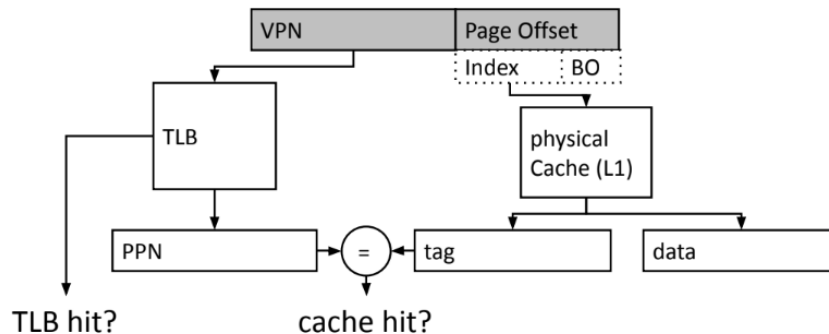 VPN Page Offset
Index BO
TLB
physical
Cache (L1)
PPN = tag data
TLB hit? cache hit?